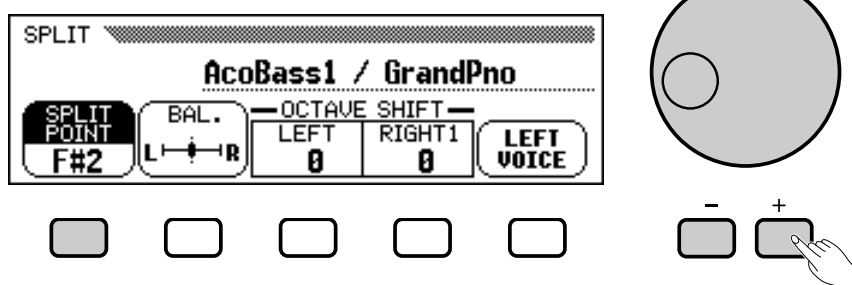 SPLIT
AcoBass1 / GrandPno
SPLIT POINT F#2
BAL. L R
OCTAVE SHIFT
LEFT 0
RIGHT1 0
LEFT VOICE
− +